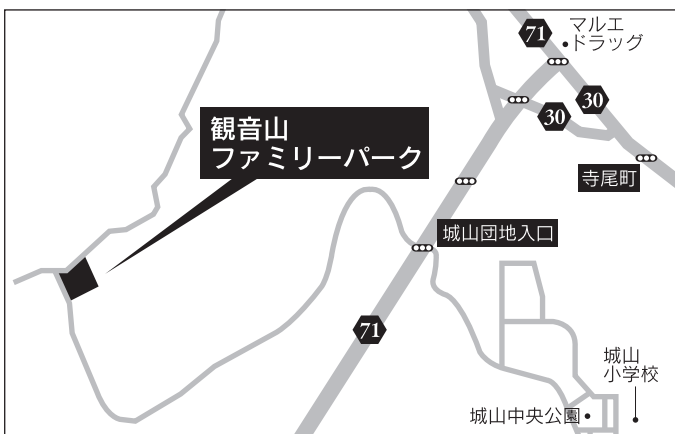 71
マルエ
ドラッグ
30
30
観音山
ファミリーパーク
寺尾町
城山団地入口
71
城山
小学校
城山中央公園